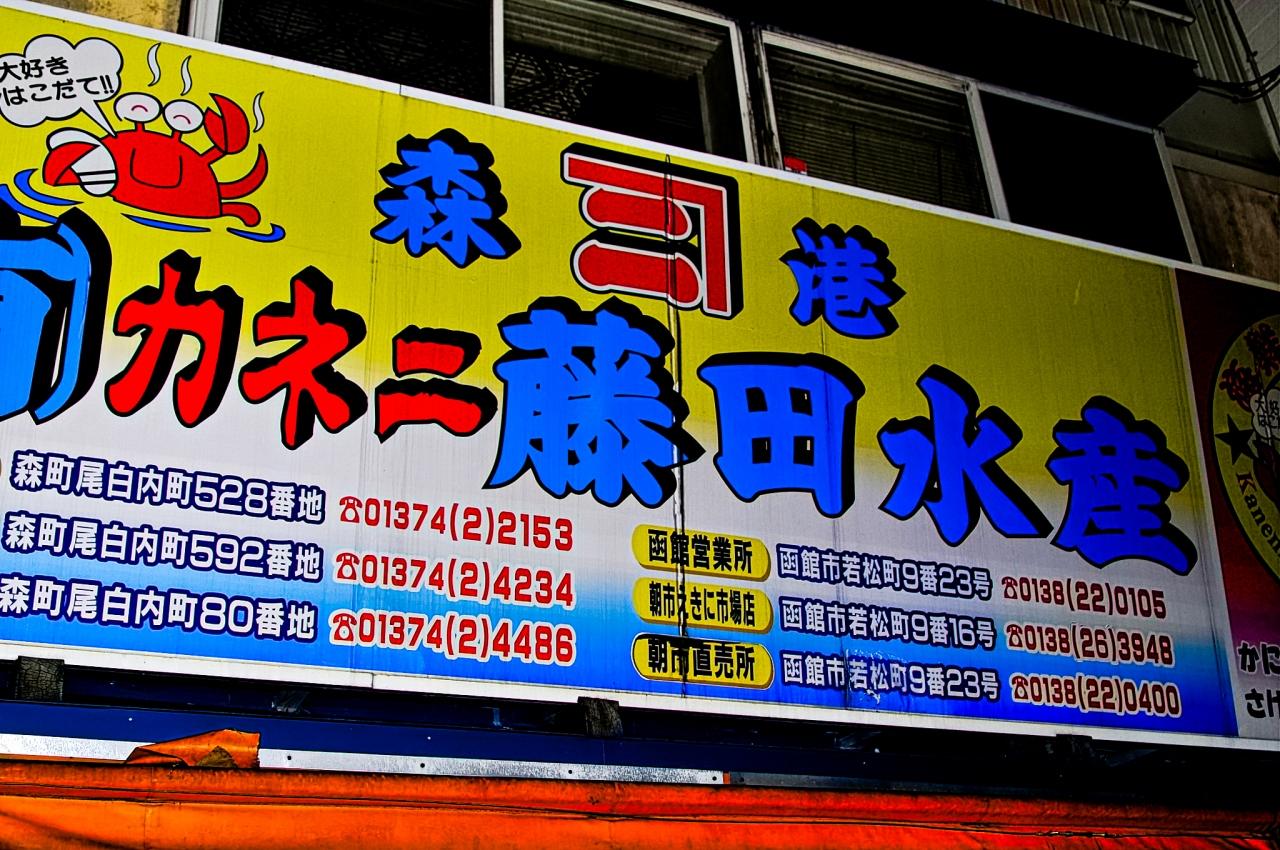 大好き
はこだて!!
森 港
㈲カネニ藤田水産
森町尾白内町528番地 ☎01374(2)2153
森町尾白内町592番地 ☎01374(2)4234
森町尾白内町80番地 ☎01374(2)4486
函館営業所 函館市若松町9番23号 ☎0138(22)0105
朝市えきに市場店 函館市若松町9番16号 ☎0138(26)3948
朝市直売所 函館市若松町9番23号 ☎0138(22)0400
Kanen
かに